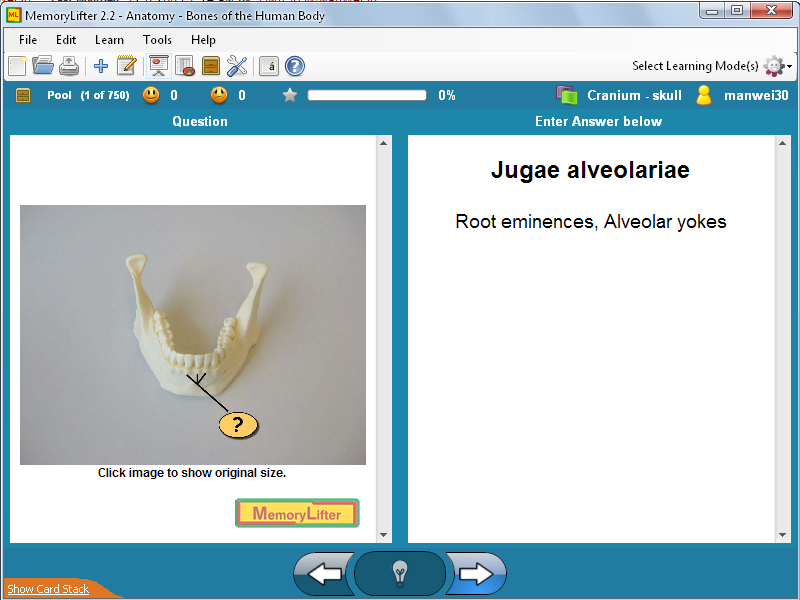 MemoryLifter 2.2 - Anatomy - Bones of the Human Body
File Edit Learn Tools Help
Select Learning Mode(s)
Pool (1 of 750) 0 0 0% Cranium - skull manwei30
Question
Enter Answer below
?
Click image to show original size.
MemoryLifter
Jugae alveolariae
Root eminences, Alveolar yokes
Show Card Stack